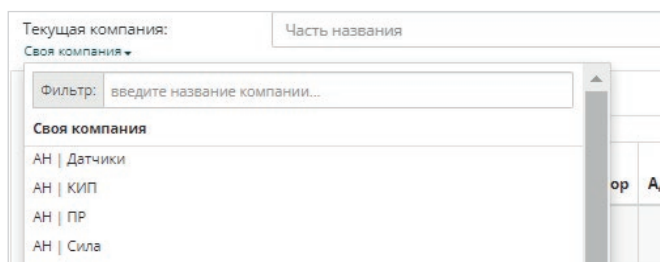 Текущая компания:
Часть названия
Своя компания
Фильтр: введите название компании...
Своя компания
АН | Датчики
АН | КИП
ор
АН | ПР
АН | Сила